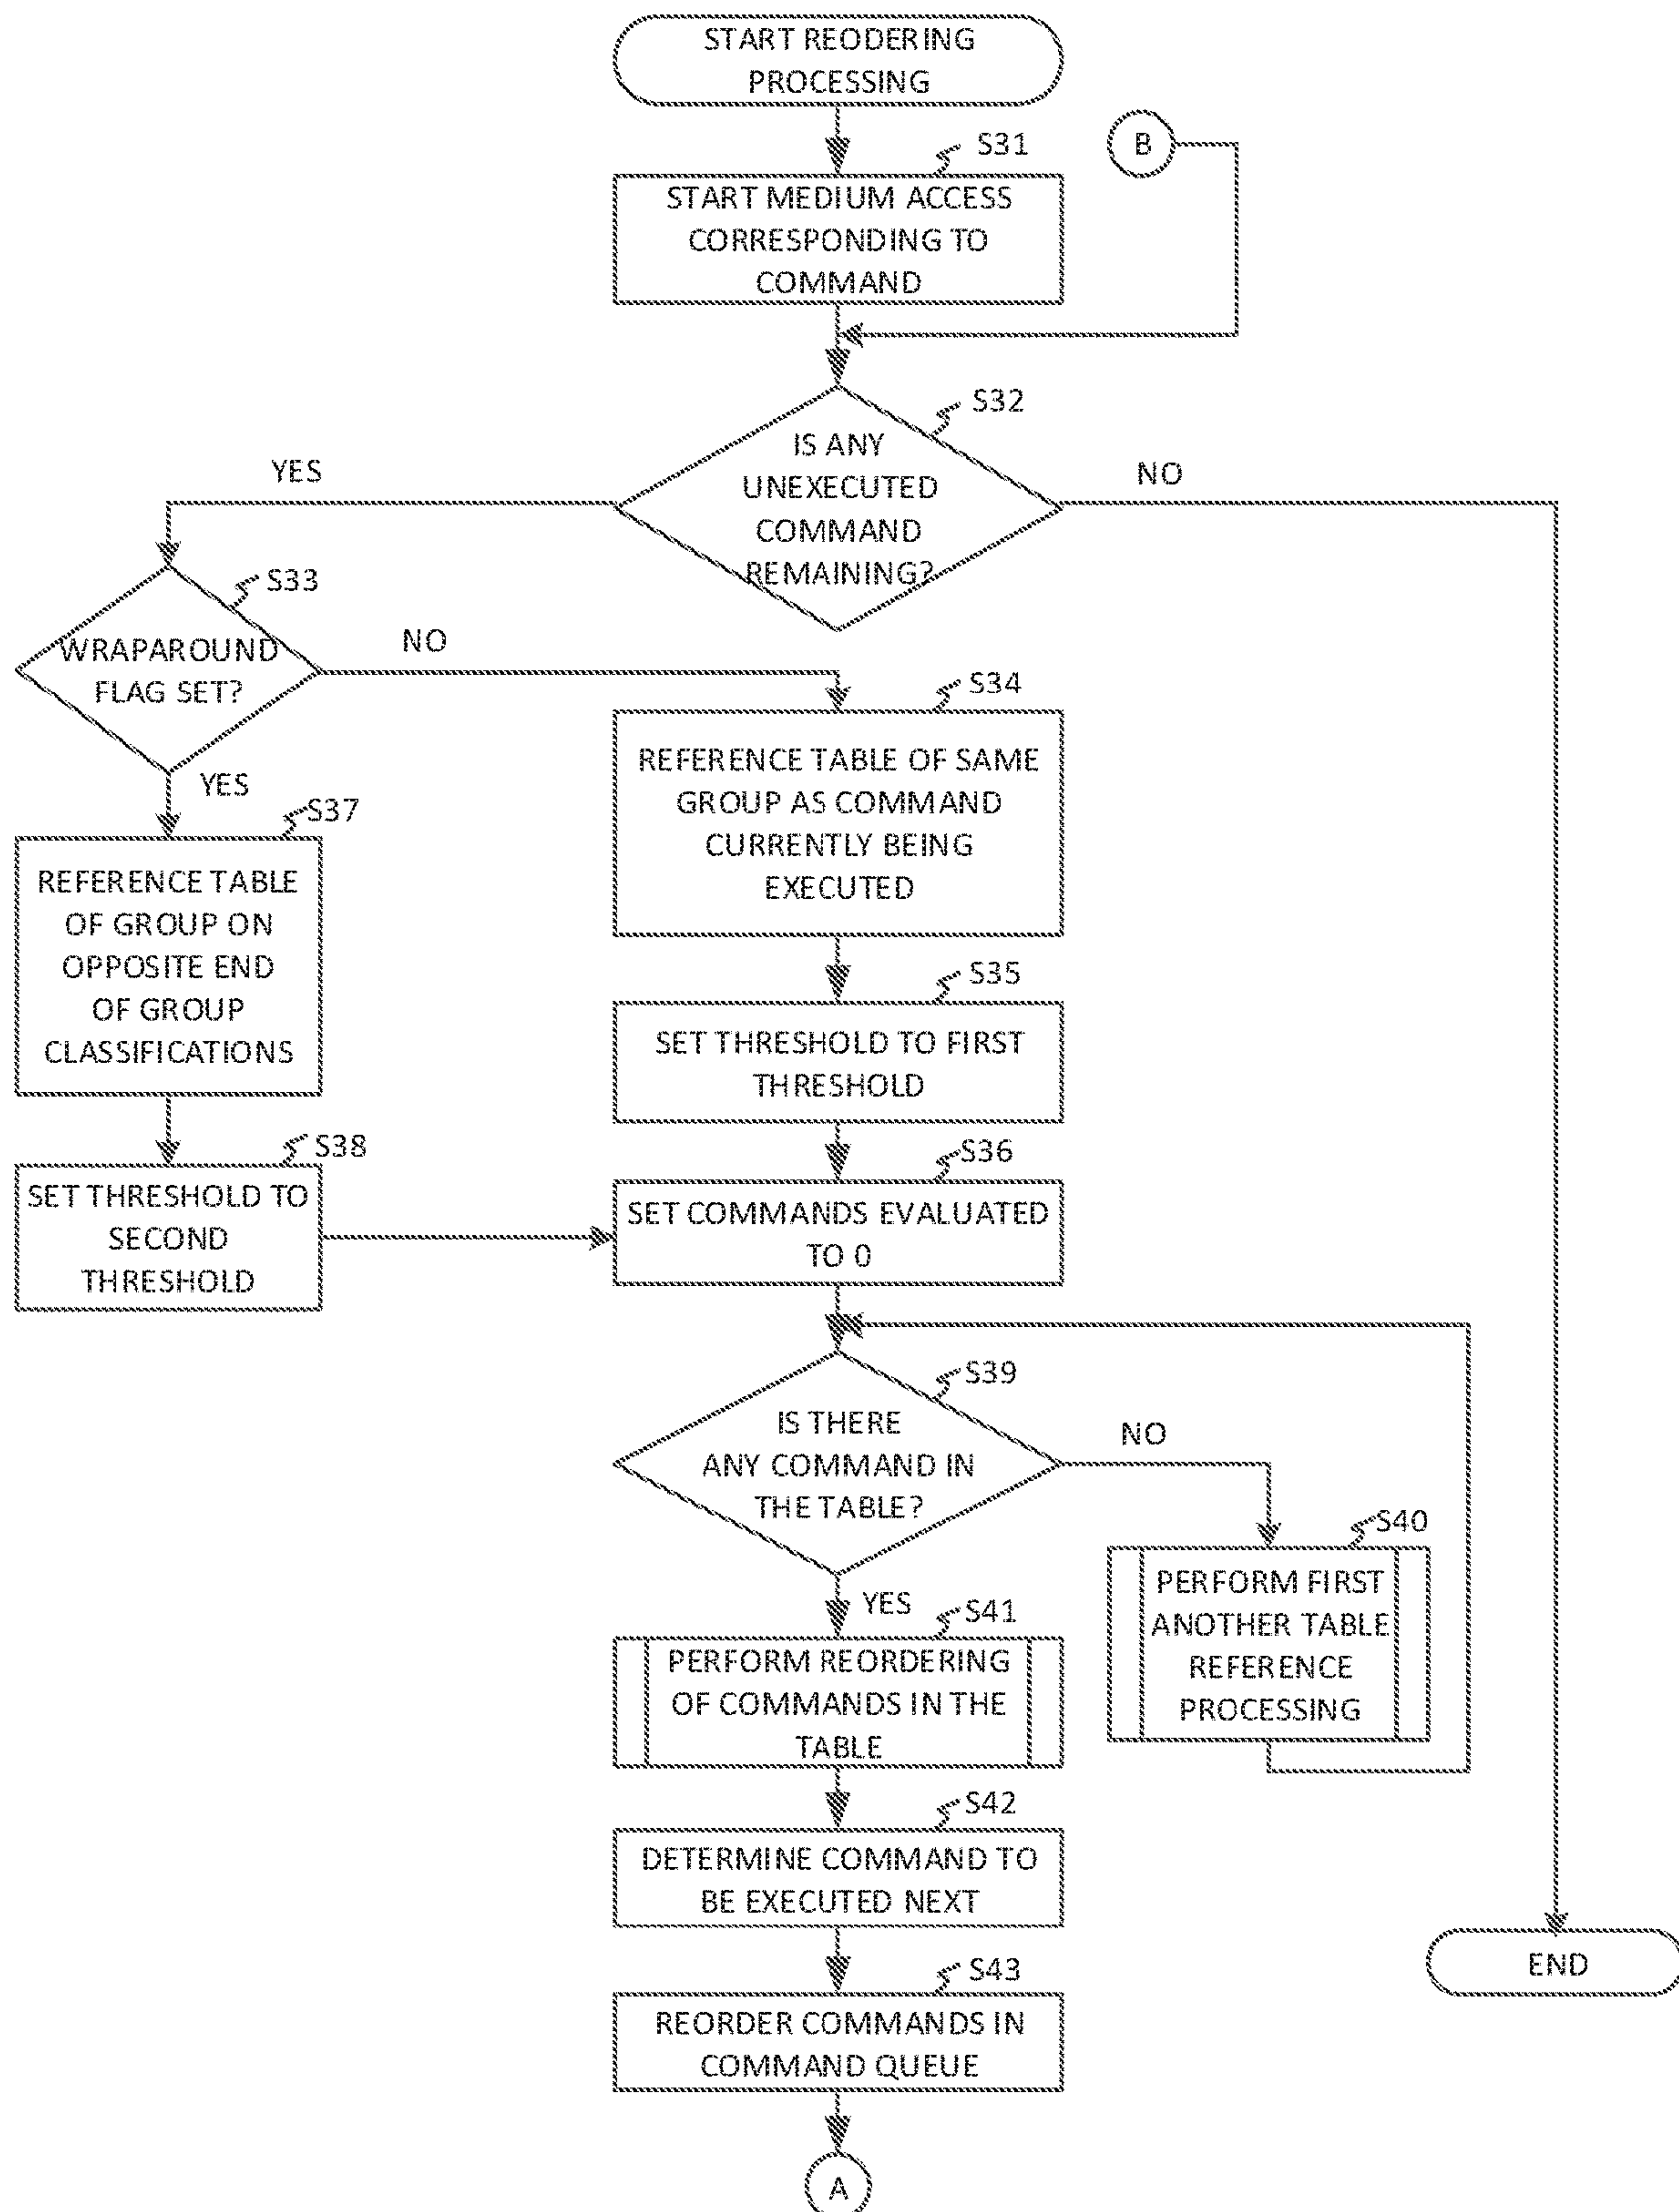 START REODERING
PROCESSING
S31
B
START MEDIUM ACCESS
CORRESPONDING TO
COMMAND
S32
IS ANY
UNEXECUTED
COMMAND
REMAINING?
YES
NO
S33
WRAPAROUND
FLAG SET?
NO
YES
S34
REFERENCE TABLE OF SAME
GROUP AS COMMAND
CURRENTLY BEING
EXECUTED
S37
REFERENCE TABLE
OF GROUP ON
OPPOSITE END
OF GROUP
CLASSIFICATIONS
S35
SET THRESHOLD TO FIRST
THRESHOLD
S38
SET THRESHOLD TO
SECOND
THRESHOLD
S36
SET COMMANDS EVALUATED
TO 0
S39
IS THERE
ANY COMMAND IN
THE TABLE?
NO
YES
S40
PERFORM FIRST
ANOTHER TABLE
REFERENCE
PROCESSING
S41
PERFORM REORDERING
OF COMMANDS IN THE
TABLE
S42
DETERMINE COMMAND TO
BE EXECUTED NEXT
END
S43
REORDER COMMANDS IN
COMMAND QUEUE
A